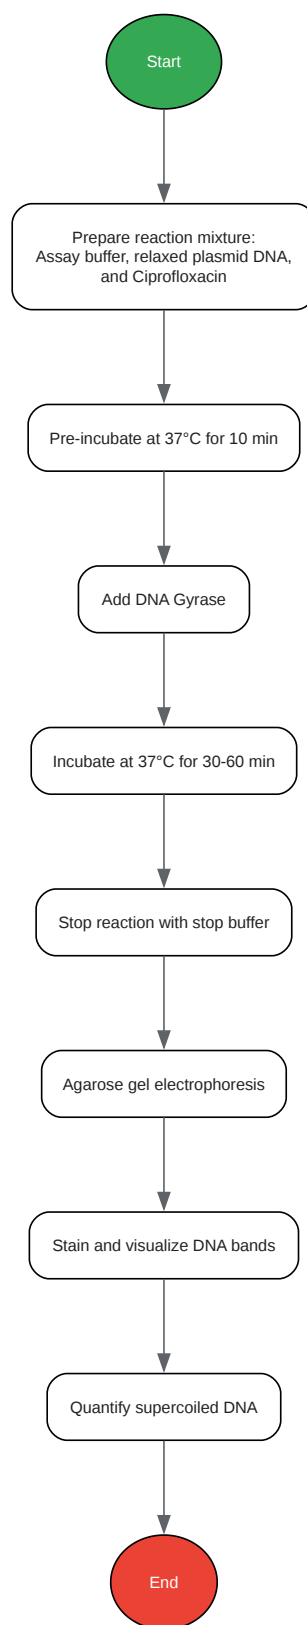 Start
Prepare reaction mixture:
Assay buffer, relaxed plasmid DNA,
and Ciprofloxacin
Pre-incubate at 37°C for 10 min
Add DNA Gyrase
Incubate at 37°C for 30-60 min
Stop reaction with stop buffer
Agarose gel electrophoresis
Stain and visualize DNA bands
Quantify supercoiled DNA
End